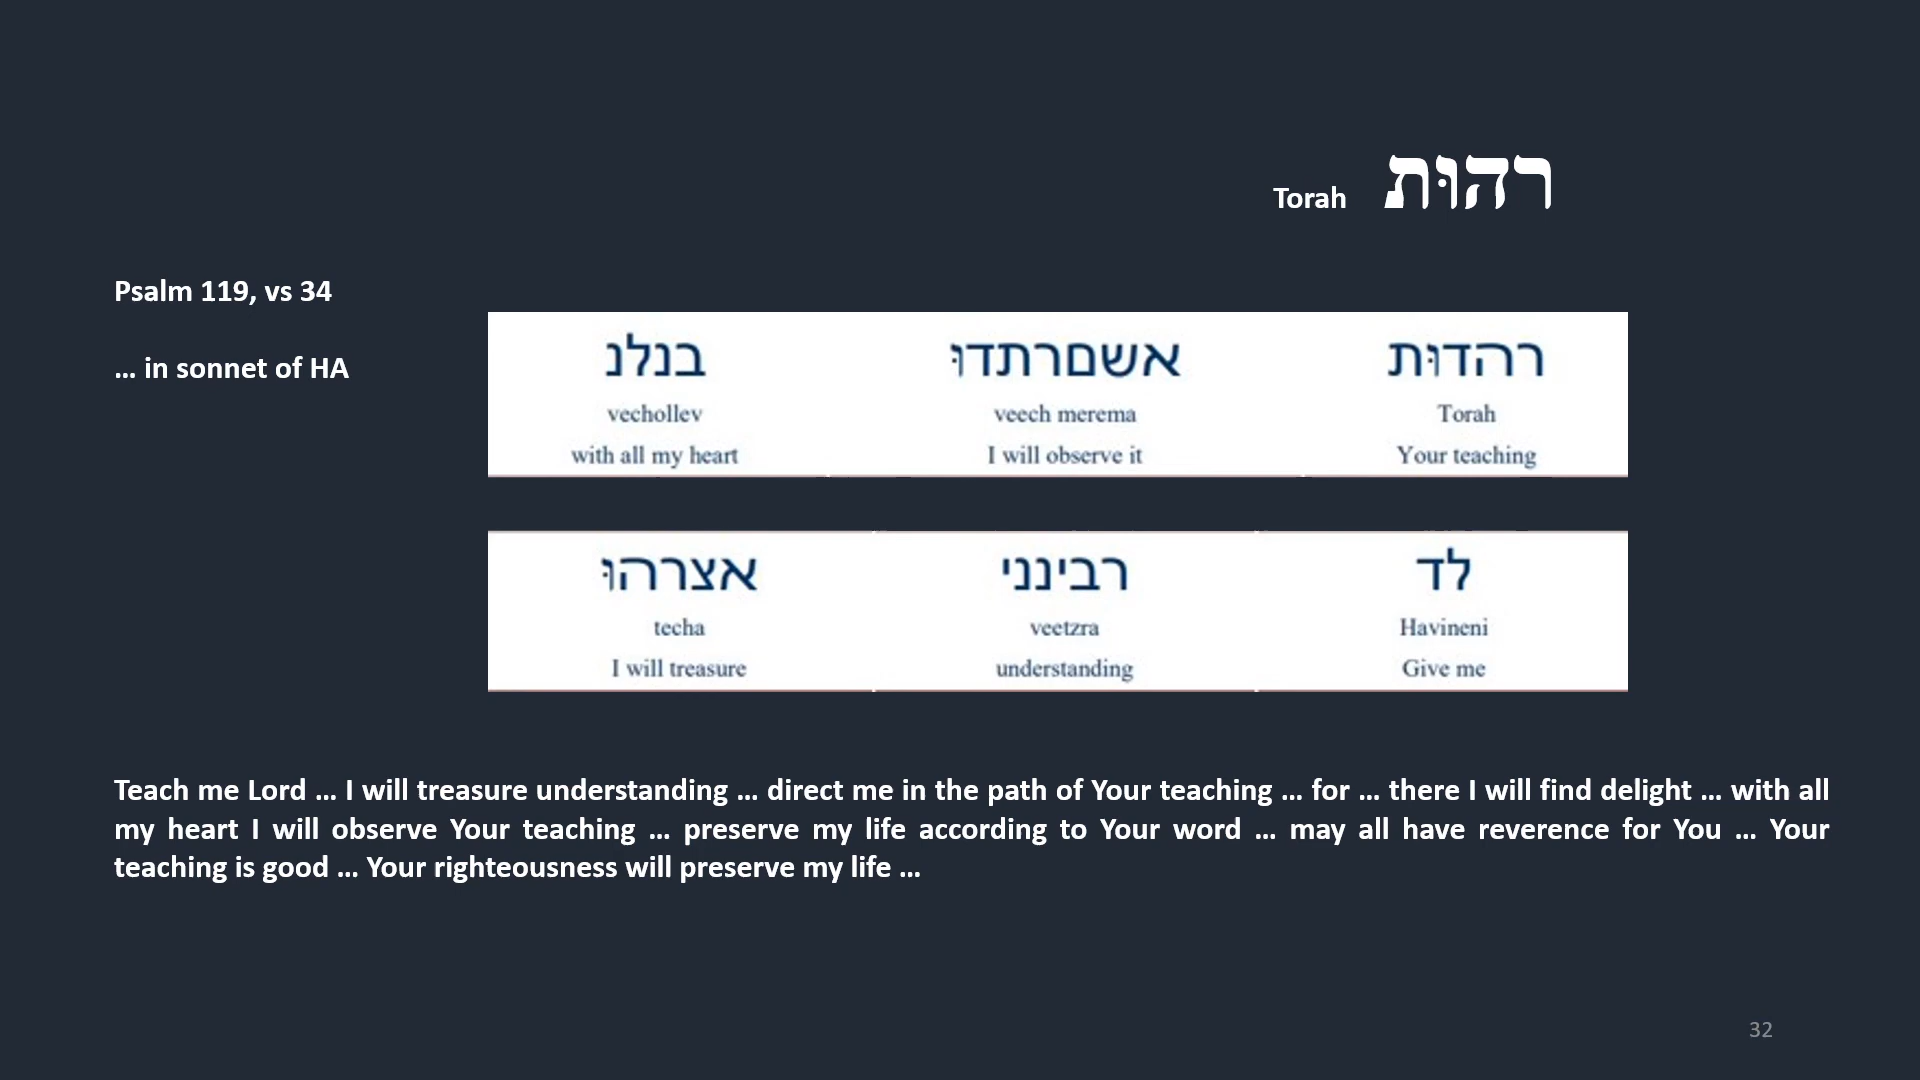 Torah רהוּת
Psalm 119, vs 34
... in sonnet of HA
רהדוּת אשםרתדוּ בנלנ
vechollev veech merema Torah
with all my heart I will observe it Your teaching
לד רבינני אצרהוּ
techa veetzra Havineni
I will treasure understanding Give me
Teach me Lord ... I will treasure understanding ... direct me in the path of Your teaching ... for ... there I will find delight ... with all
my heart I will observe Your teaching ... preserve my life according to Your word ... may all have reverence for You ... Your
teaching is good ... Your righteousness will preserve my life ...
32